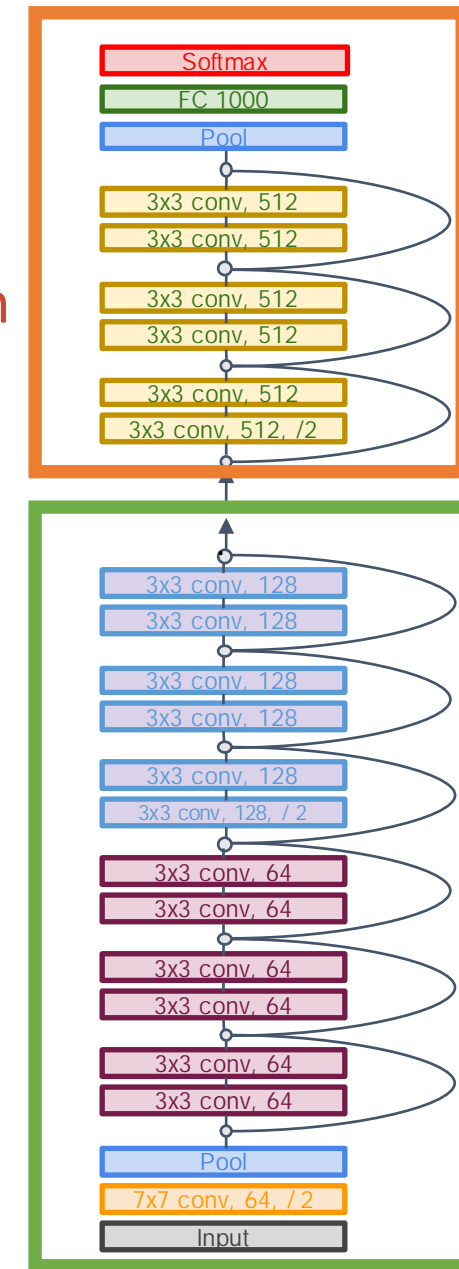 Softmax
FC 1000
Pool
3x3 conv, 512
3x3 conv, 512
3x3 conv, 512
3x3 conv, 512
3x3 conv, 512
3x3 conv, 512, /2
3x3 conv, 128
3x3 conv, 128
3x3 conv, 128
3x3 conv, 128
3x3 conv, 128
3x3 conv, 128, / 2
3x3 conv, 64
3x3 conv, 64
3x3 conv, 64
3x3 conv, 64
3x3 conv, 64
3x3 conv, 64
Pool
7x7 conv, 64, / 2
Input